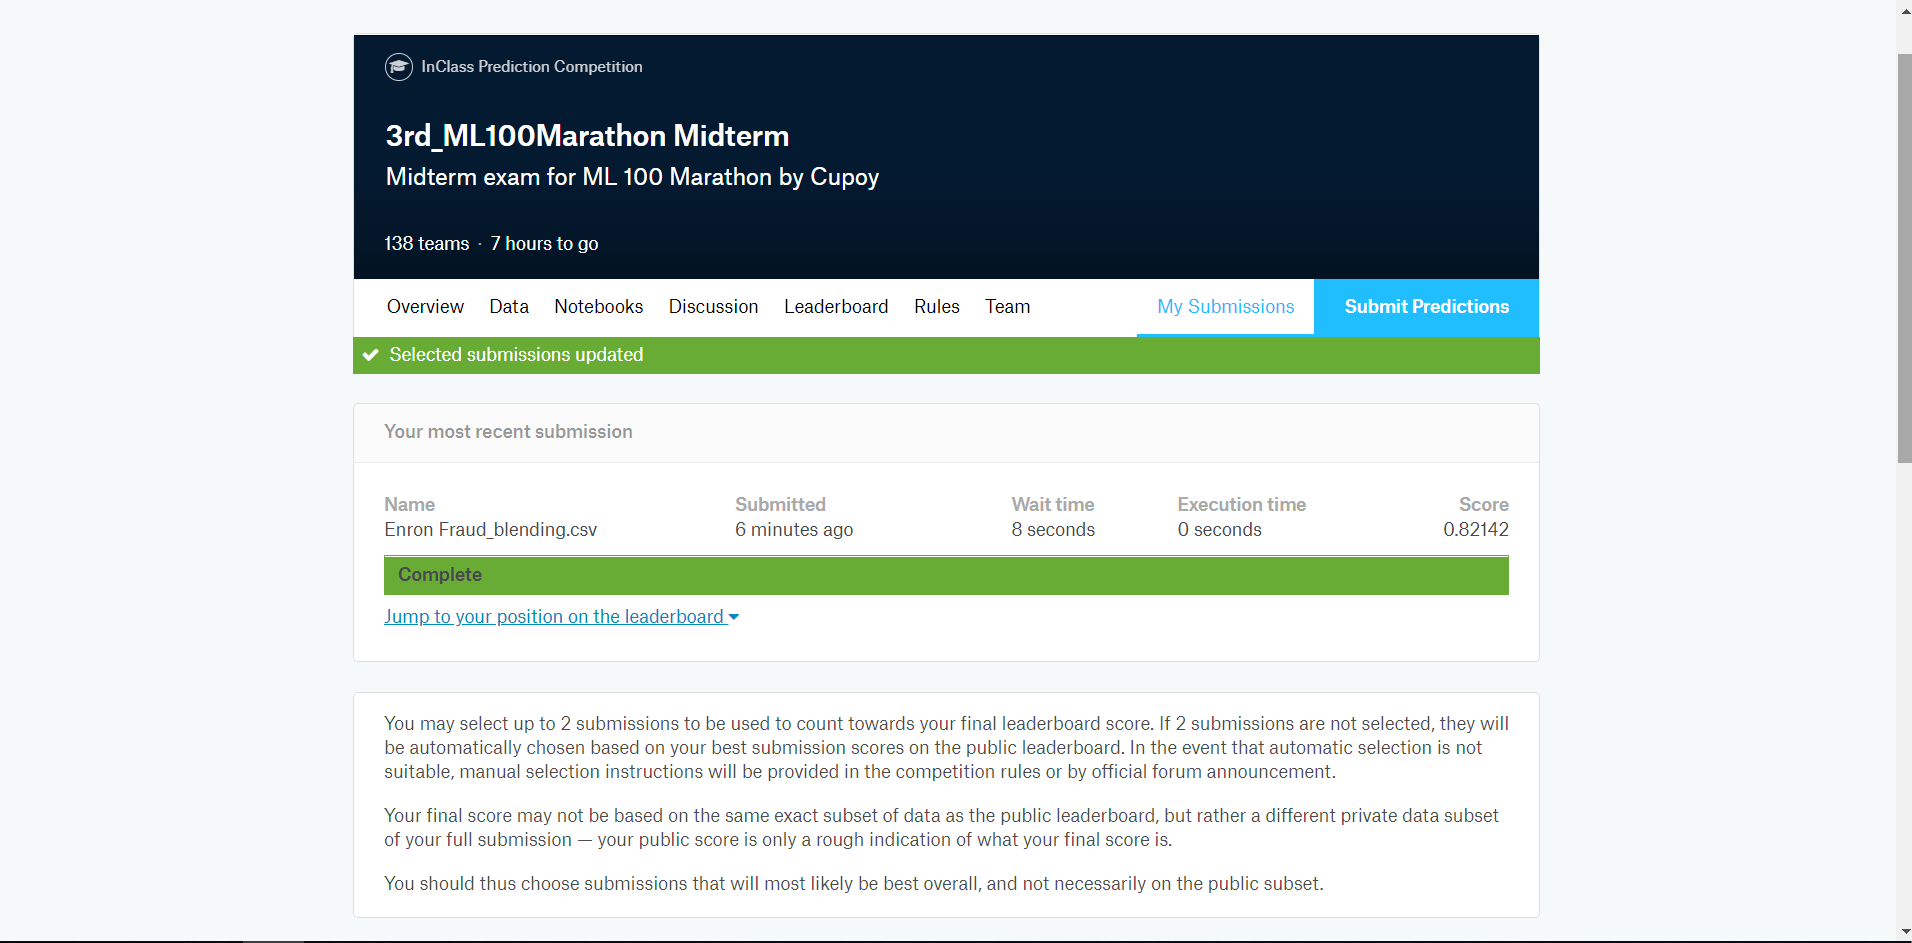 InClass Prediction Competition
3rd_ML100Marathon Midterm
Midterm exam for ML 100 Marathon by Cupoy
138 teams · 7 hours to go
Overview Data Notebooks Discussion Leaderboard Rules Team My Submissions Submit Predictions
Selected submissions updated
Your most recent submission
Name Submitted Wait time Execution time Score
Enron Fraud_blending.csv 6 minutes ago 8 seconds 0 seconds 0.82142
Complete
Jump to your position on the leaderboard
You may select up to 2 submissions to be used to count towards your final leaderboard score. If 2 submissions are not selected, they will
be automatically chosen based on your best submission scores on the public leaderboard. In the event that automatic selection is not
suitable, manual selection instructions will be provided in the competition rules or by official forum announcement.
Your final score may not be based on the same exact subset of data as the public leaderboard, but rather a different private data subset
of your full submission — your public score is only a rough indication of what your final score is.
You should thus choose submissions that will most likely be best overall, and not necessarily on the public subset.